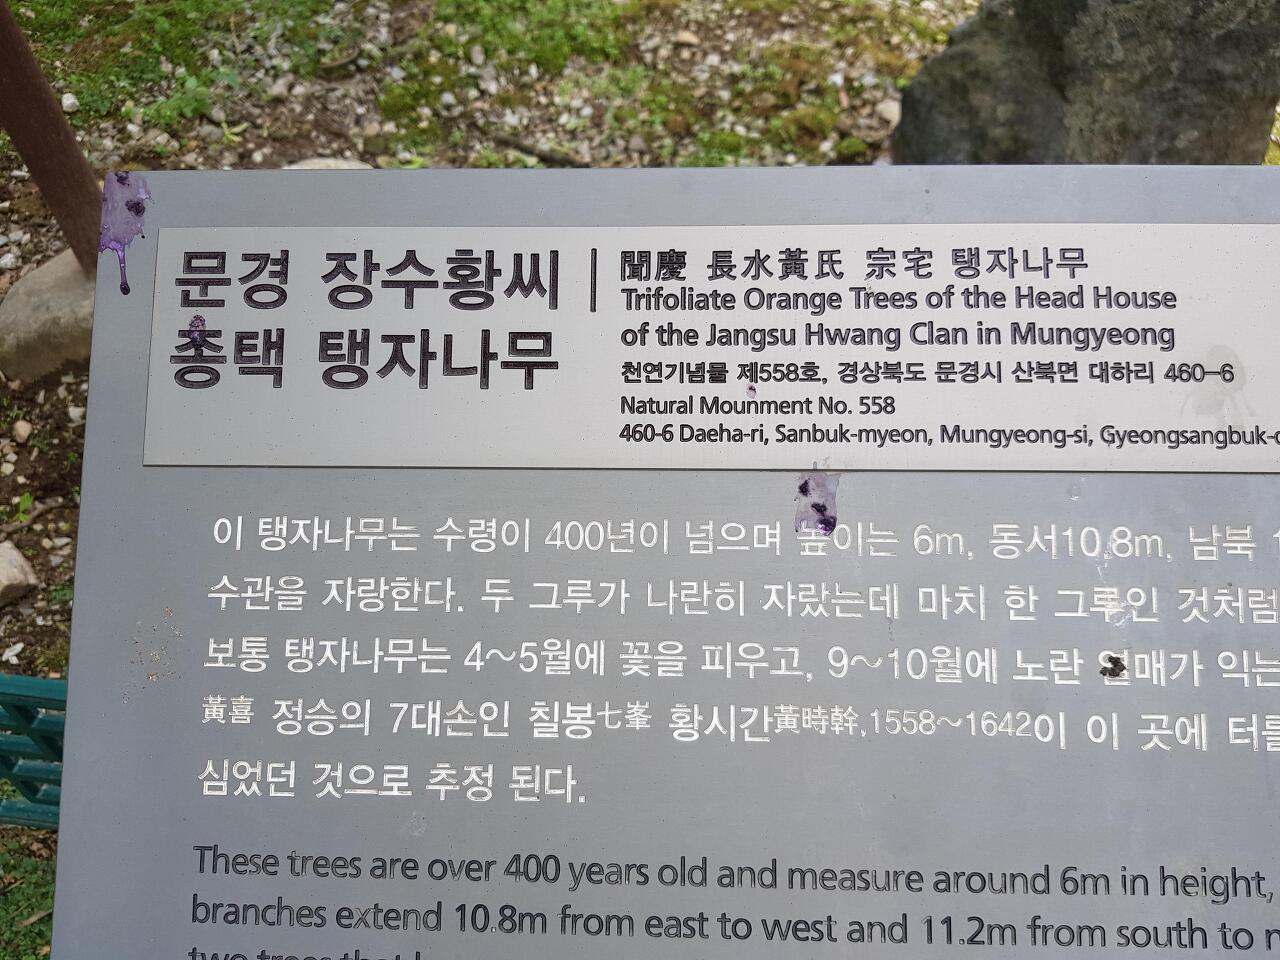 문경 장수황씨
종택 탱자나무
聞慶 長水黃氏 宗宅 탱자나무
Trifoliate Orange Trees of the Head House
of the Jangsu Hwang Clan in Mungyeong
천연기념물 제558호, 경상북도 문경시 산북면 대하리 460-6
Natural Mounment No. 558
460-6 Daeha-ri, Sanbuk-myeon, Mungyeong-si, Gyeongsangbuk-
이 탱자나무는 수령이 400년이 넘으며 높이는 6m, 동서10.8m, 남북
수관을 자랑한다. 두 그루가 나란히 자랐는데 마치 한 그루인 것처럼
보통 탱자나무는 4~5월에 꽃을 피우고, 9~10월에 노란 열매가 익는
黃喜 정승의 7대손인 칠봉七峯 황시간黃時幹,1558~1642이 이 곳에 터를
심었던 것으로 추정 된다.
These trees are over 400 years old and measure around 6m in height,
branches extend 10.8m from east to west and 11.2m from south to
two trees that